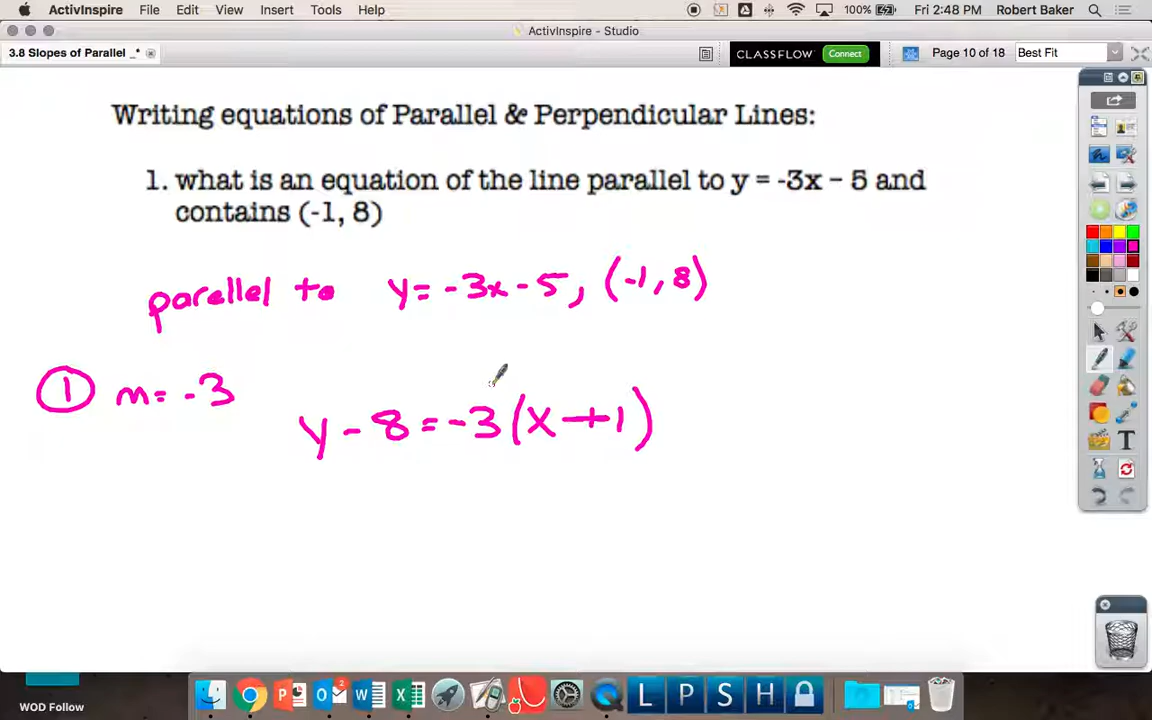 ActivInspire File Edit View Insert Tools Help 100% Fri 2:48 PM Robert Baker
ActivInspire - Studio
3.8 Slopes of Parallel _* CLASSFLOW Connect Page 10 of 18 Best Fit
Writing equations of Parallel & Perpendicular Lines:
1. what is an equation of the line parallel to y = -3x - 5 and
contains (-1, 8)
parallel to y = -3x - 5, (-1, 8)
① m = -3
y - 8 = -3(x + 1)
T
2
L P S H
WOD Follow